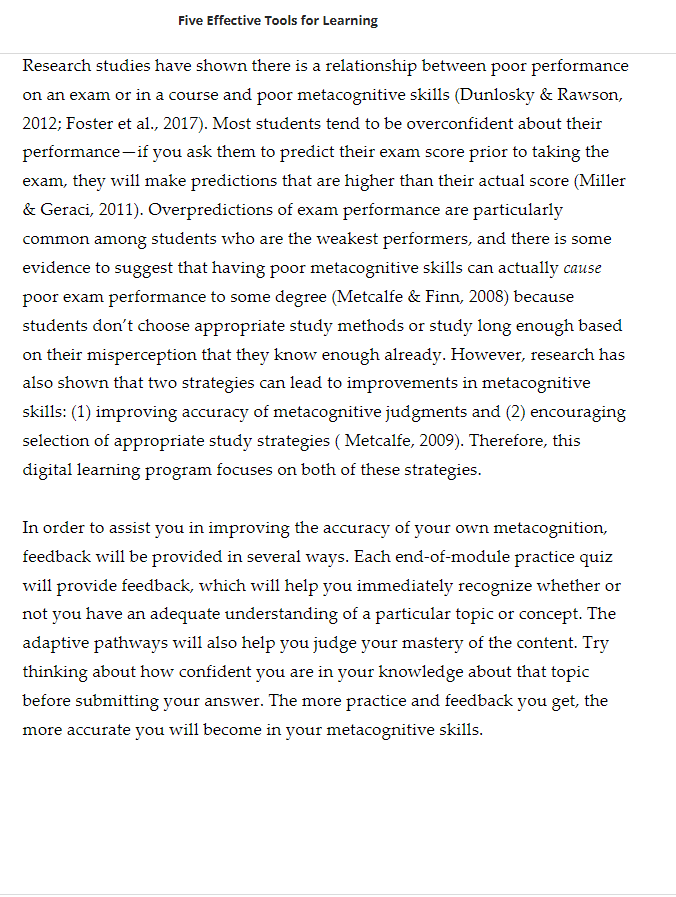 Five Effective Tools for Learning
Research studies have shown there is a relationship between poor performance
on an exam or in a course and poor metacognitive skills (Dunlosky & Rawson,
2012; Foster et al., 2017). Most students tend to be overconfident about their
performance—if you ask them to predict their exam score prior to taking the
exam, they will make predictions that are higher than their actual score (Miller
& Geraci, 2011). Overpredictions of exam performance are particularly
common among students who are the weakest performers, and there is some
evidence to suggest that having poor metacognitive skills can actually cause
poor exam performance to some degree (Metcalfe & Finn, 2008) because
students don’t choose appropriate study methods or study long enough based
on their misperception that they know enough already. However, research has
also shown that two strategies can lead to improvements in metacognitive
skills: (1) improving accuracy of metacognitive judgments and (2) encouraging
selection of appropriate study strategies ( Metcalfe, 2009). Therefore, this
digital learning program focuses on both of these strategies.
In order to assist you in improving the accuracy of your own metacognition,
feedback will be provided in several ways. Each end-of-module practice quiz
will provide feedback, which will help you immediately recognize whether or
not you have an adequate understanding of a particular topic or concept. The
adaptive pathways will also help you judge your mastery of the content. Try
thinking about how confident you are in your knowledge about that topic
before submitting your answer. The more practice and feedback you get, the
more accurate you will become in your metacognitive skills.